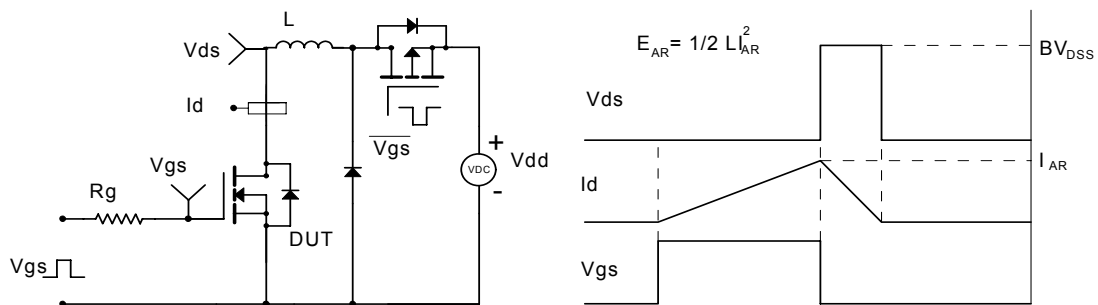 L
Vds
Id
Vgs
Vgs
+
VDC
Vdd
-
Rg
DUT
Vgs
E_AR = 1/2 LI_AR^2
BV_DSS
Vds
I_AR
Id
Vgs